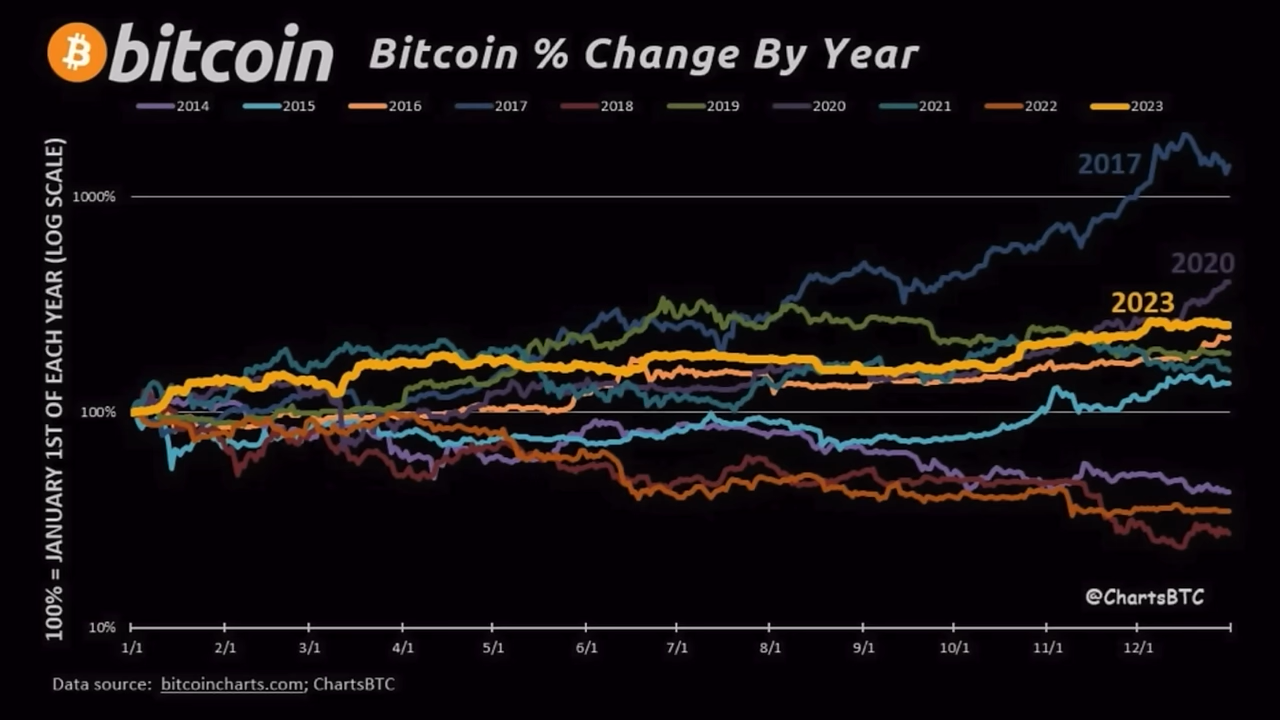 bitcoin
Bitcoin % Change By Year
2014 2015 2016 2017 2018 2019 2020 2021 2022 2023
100% = JANUARY 1ST OF EACH YEAR (LOG SCALE)
2017
1000%
2020
2023
100%
@ChartsBTC
10%
1/1 2/1 3/1 4/1 5/1 6/1 7/1 8/1 9/1 10/1 11/1 12/1
Data source: bitcoincharts.com; ChartsBTC